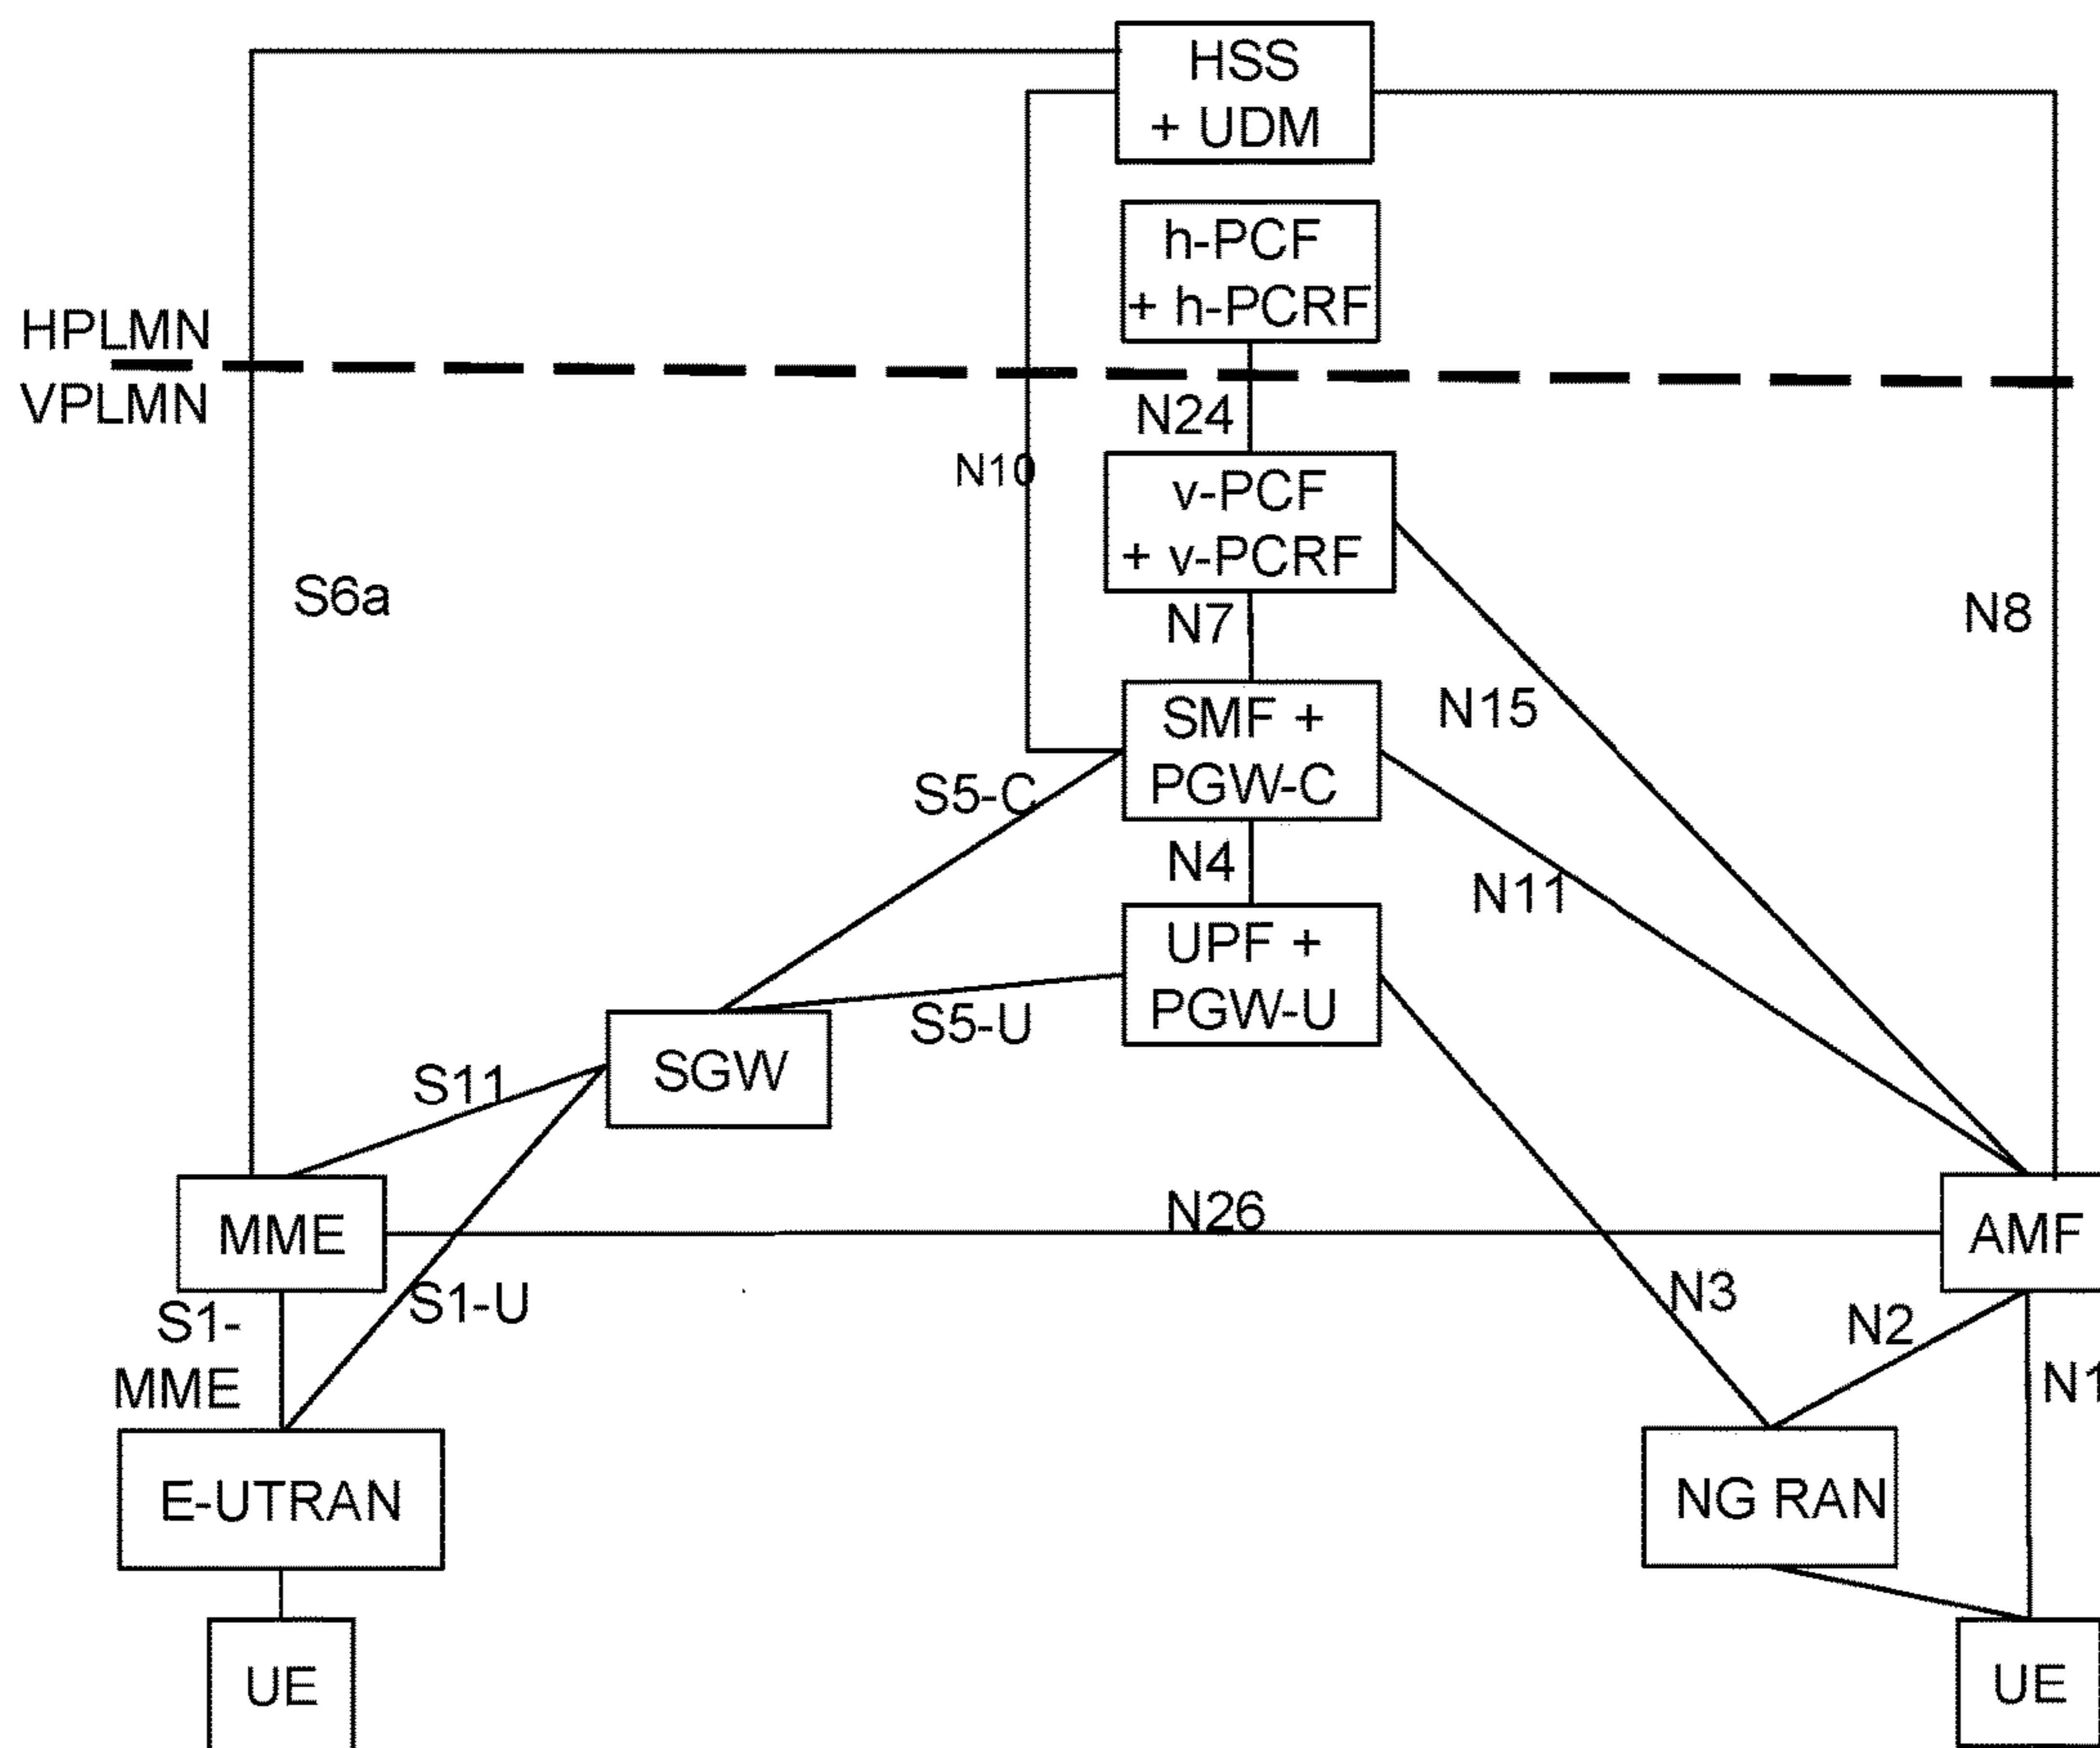 HSS
+ UDM
h-PCF
+ h-PCRF
HPLMN
VPLMN
N24
N10
v-PCF
+ v-PCRF
S6a
N8
N7
N15
SMF +
PGW-C
S5-C
N4
N11
UPF +
PGW-U
S5-U
SGW
S11
N26
MME
AMF
S1-
MME
S1-U
N3
N2
N1
E-UTRAN
NG RAN
UE
UE